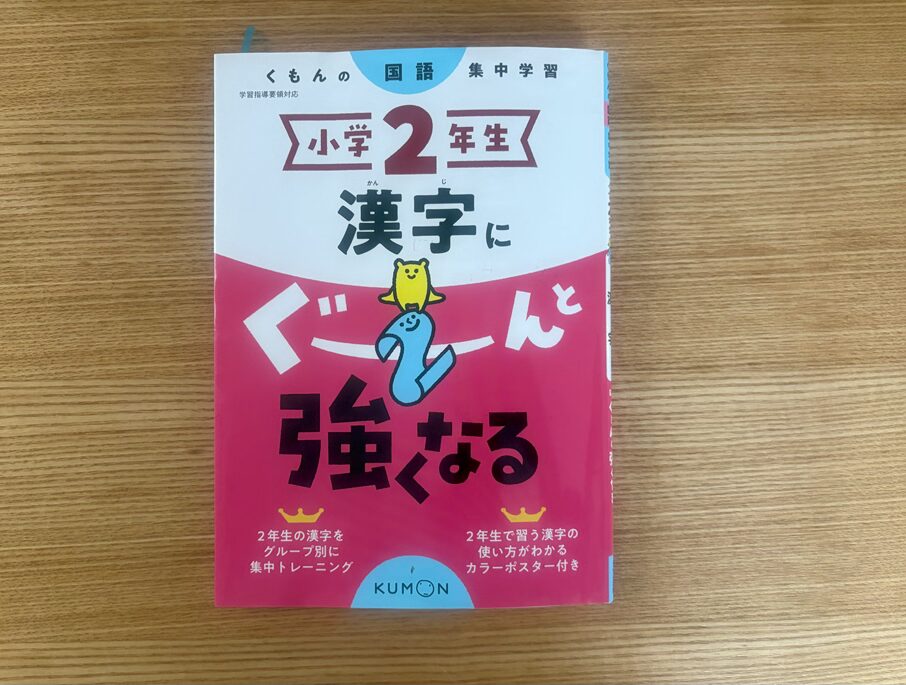 くもんの 国語 集中学習
学習指導要領対応
小学2年生
かんじ
漢字に
ぐーんと
強くなる
2年生の漢字を
グループ別に
集中トレーニング
2年生で習う漢字の
使い方がわかる
カラーポスター付き
KUMON